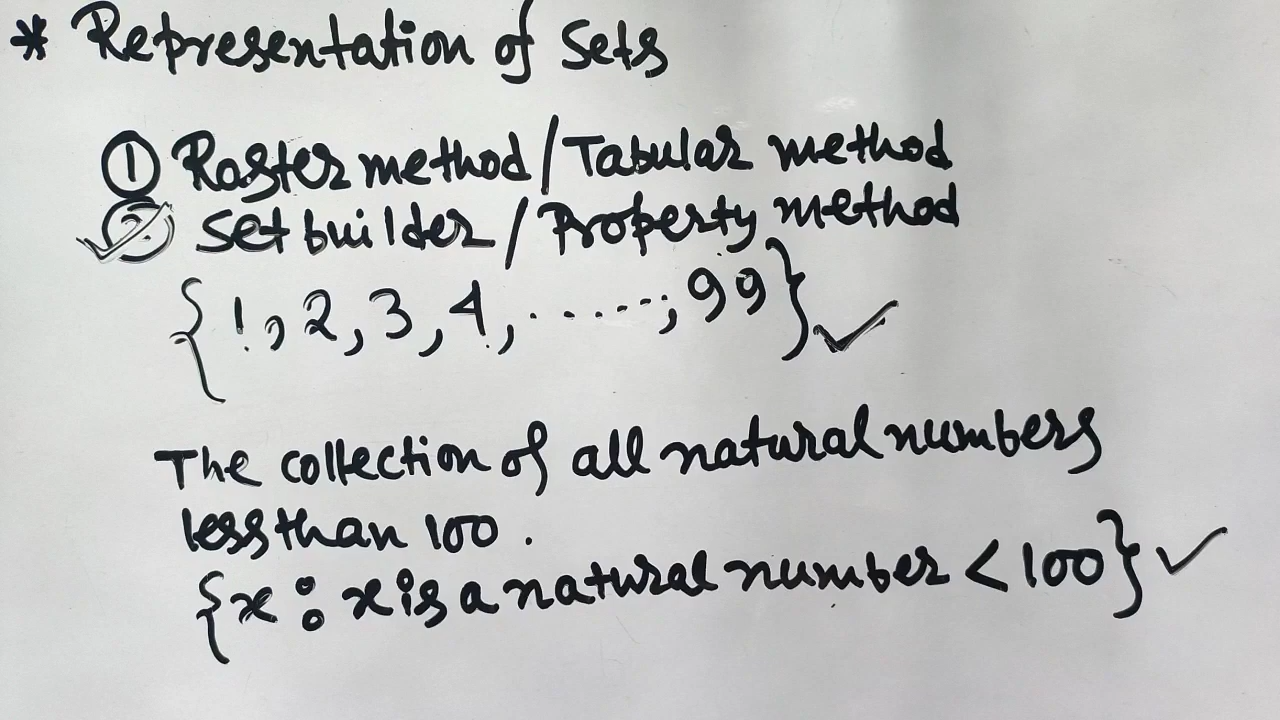 * Representation of Sets
① Roster method / Tabular method
② Set builder / Property method
{1, 2, 3, 4, ......, 99} ✓
The collection of all natural numbers
less than 100.
{x : x is a natural number < 100} ✓